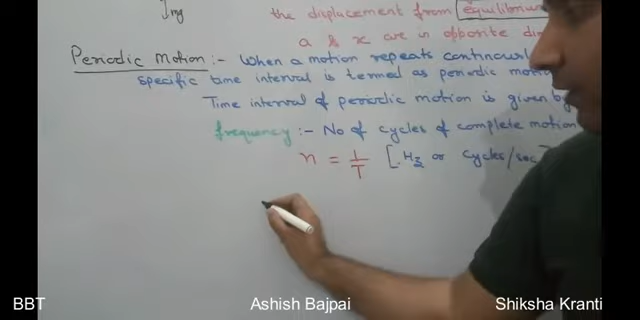 ↓mg the displacement from equilibrium
a & x are in opposite
Periodic Motion :- When a motion repeats
specific time interval is termed as periodic
Time interval of periodic motion is given by
frequency :- No of cycles of complete motion
n = 1/T [.Hz or cycles/sec]
BBT Ashish Bajpai Shiksha Kranti